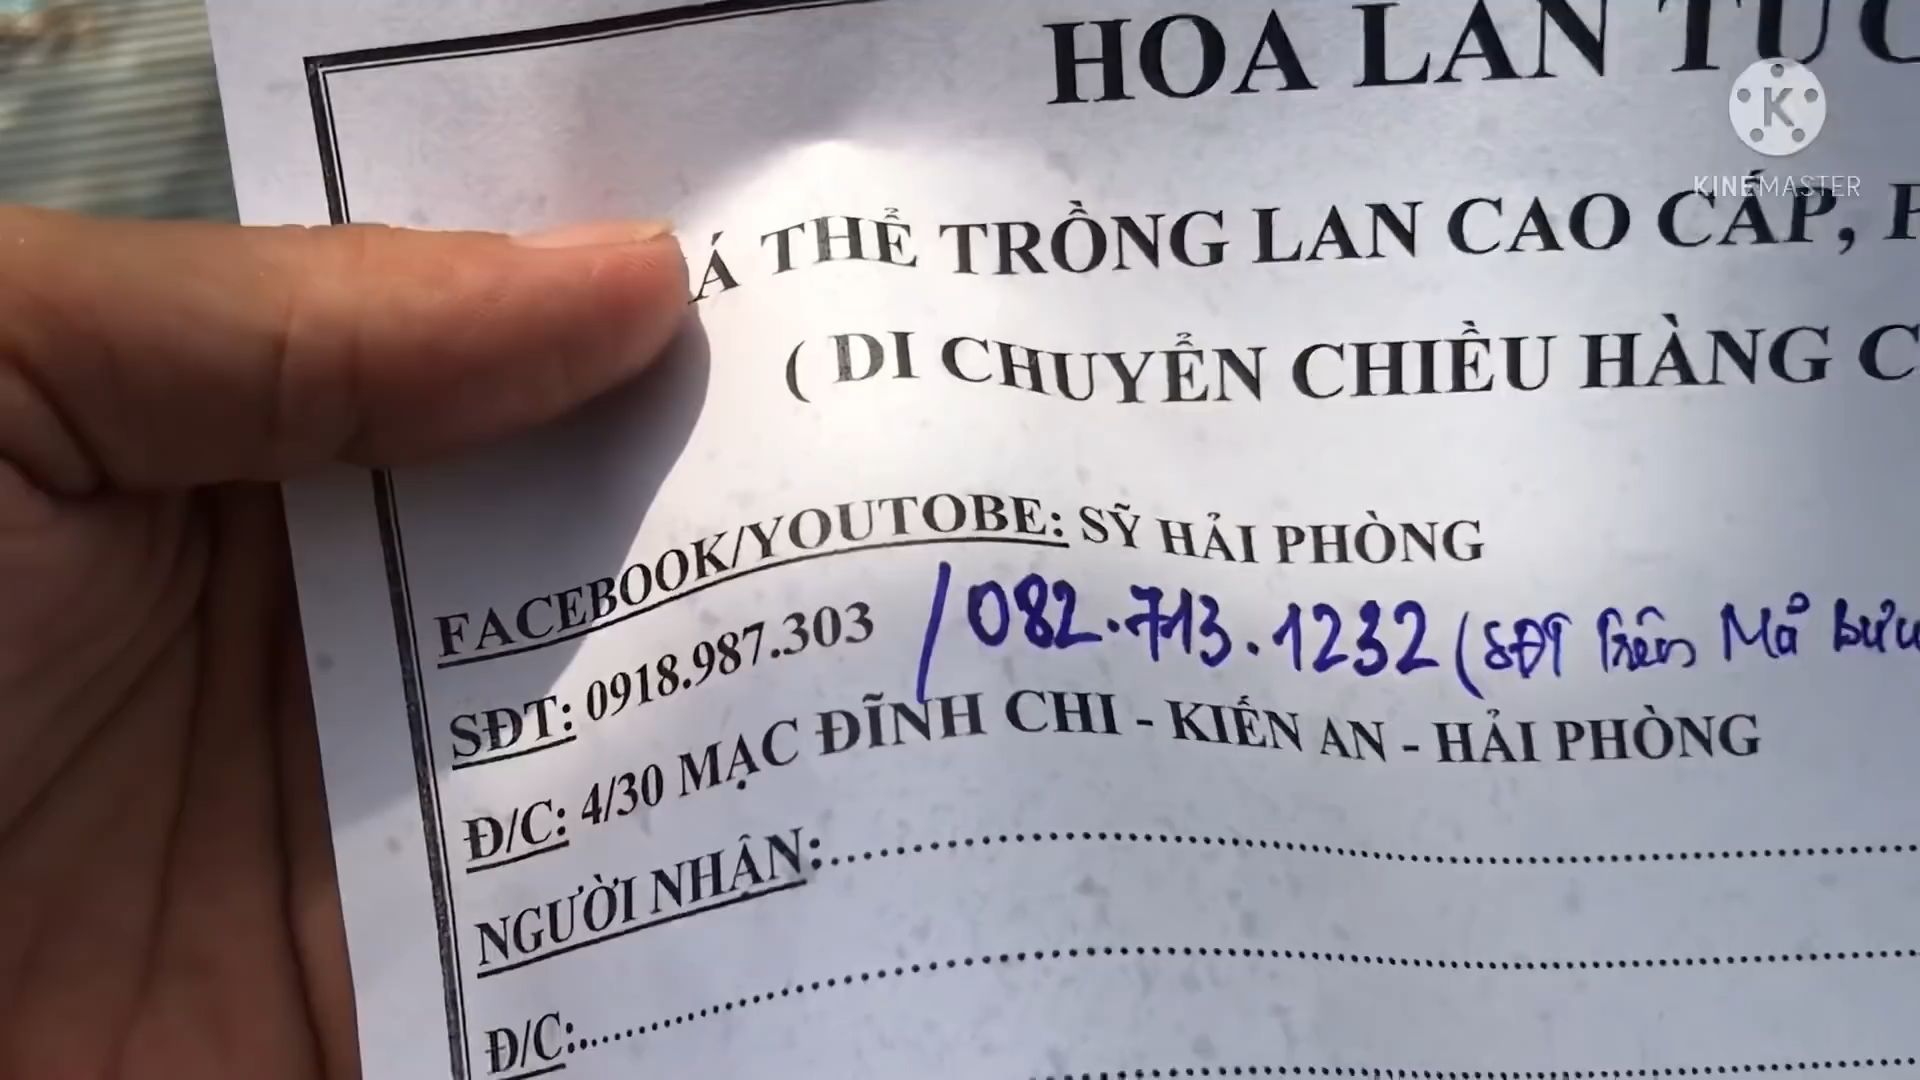 HOA LAN
KINEMASTER
THỂ TRỒNG LAN CAO CẤP,
( DI CHUYỂN CHIỀU HÀNG
FACEBOOK/YOUTOBE: SỸ HẢI PHÒNG
SĐT: 0918.987.303 / 082.713.1232 (SĐT trên Mã bưu
Đ/C: 4/30 MẠC ĐĨNH CHI - KIẾN AN - HẢI PHÒNG
NGƯỜI NHẬN:
Đ/C: